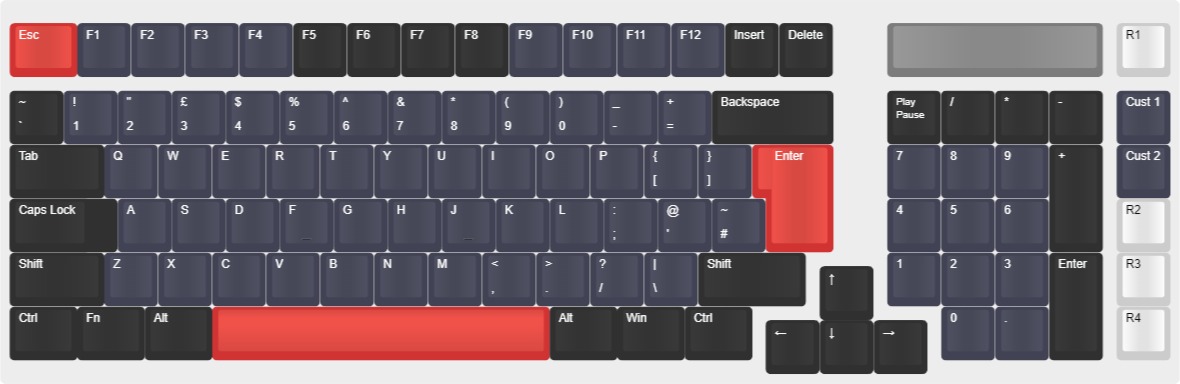 Esc F1 F2 F3 F4 F5 F6 F7 F8 F9 F10 F11 F12 Insert Delete R1
~ ! " £ $ % ^ & * ( ) _ + Backspace Play Pause / * - Cust 1
` 1 2 3 4 5 6 7 8 9 0 - =
Tab Q W E R T Y U I O P { } Enter 7 8 9 + Cust 2
[ ]
Caps Lock A S D F G H J K L : @ ~ 4 5 6 R2
_ _ ; ' #
Shift Z X C V B N M < > ? | Shift 1 2 3 Enter R3
, . / \
↑
Ctrl Fn Alt Alt Win Ctrl 0 . R4
← ↓ →